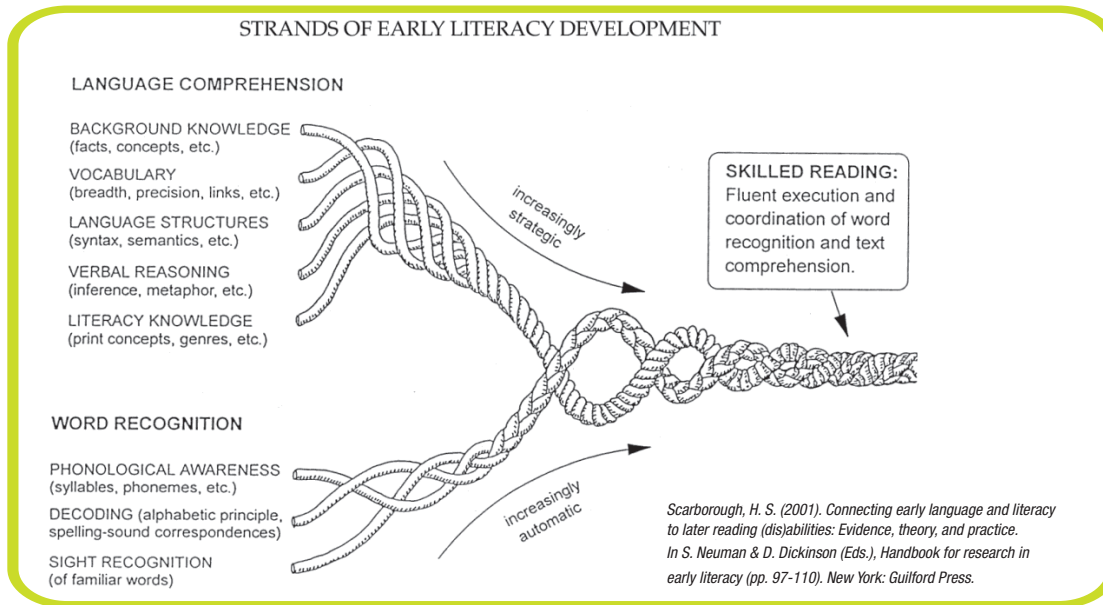 STRANDS OF EARLY LITERACY DEVELOPMENT
LANGUAGE COMPREHENSION
BACKGROUND KNOWLEDGE
(facts, concepts, etc.)
VOCABULARY
(breadth, precision, links, etc.)
LANGUAGE STRUCTURES
(syntax, semantics, etc.)
VERBAL REASONING
(inference, metaphor, etc.)
LITERACY KNOWLEDGE
(print concepts, genres, etc.)
increasingly
strategic
SKILLED READING:
Fluent execution and
coordination of word
recognition and text
comprehension.
WORD RECOGNITION
PHONOLOGICAL AWARENESS
(syllables, phonemes, etc.)
DECODING (alphabetic principle,
spelling-sound correspondences)
SIGHT RECOGNITION
(of familiar words)
increasingly
automatic
Scarborough, H. S. (2001). Connecting early language and literacy
to later reading (dis)abilities: Evidence, theory, and practice.
In S. Neuman & D. Dickinson (Eds.), Handbook for research in
early literacy (pp. 97-110). New York: Guilford Press.